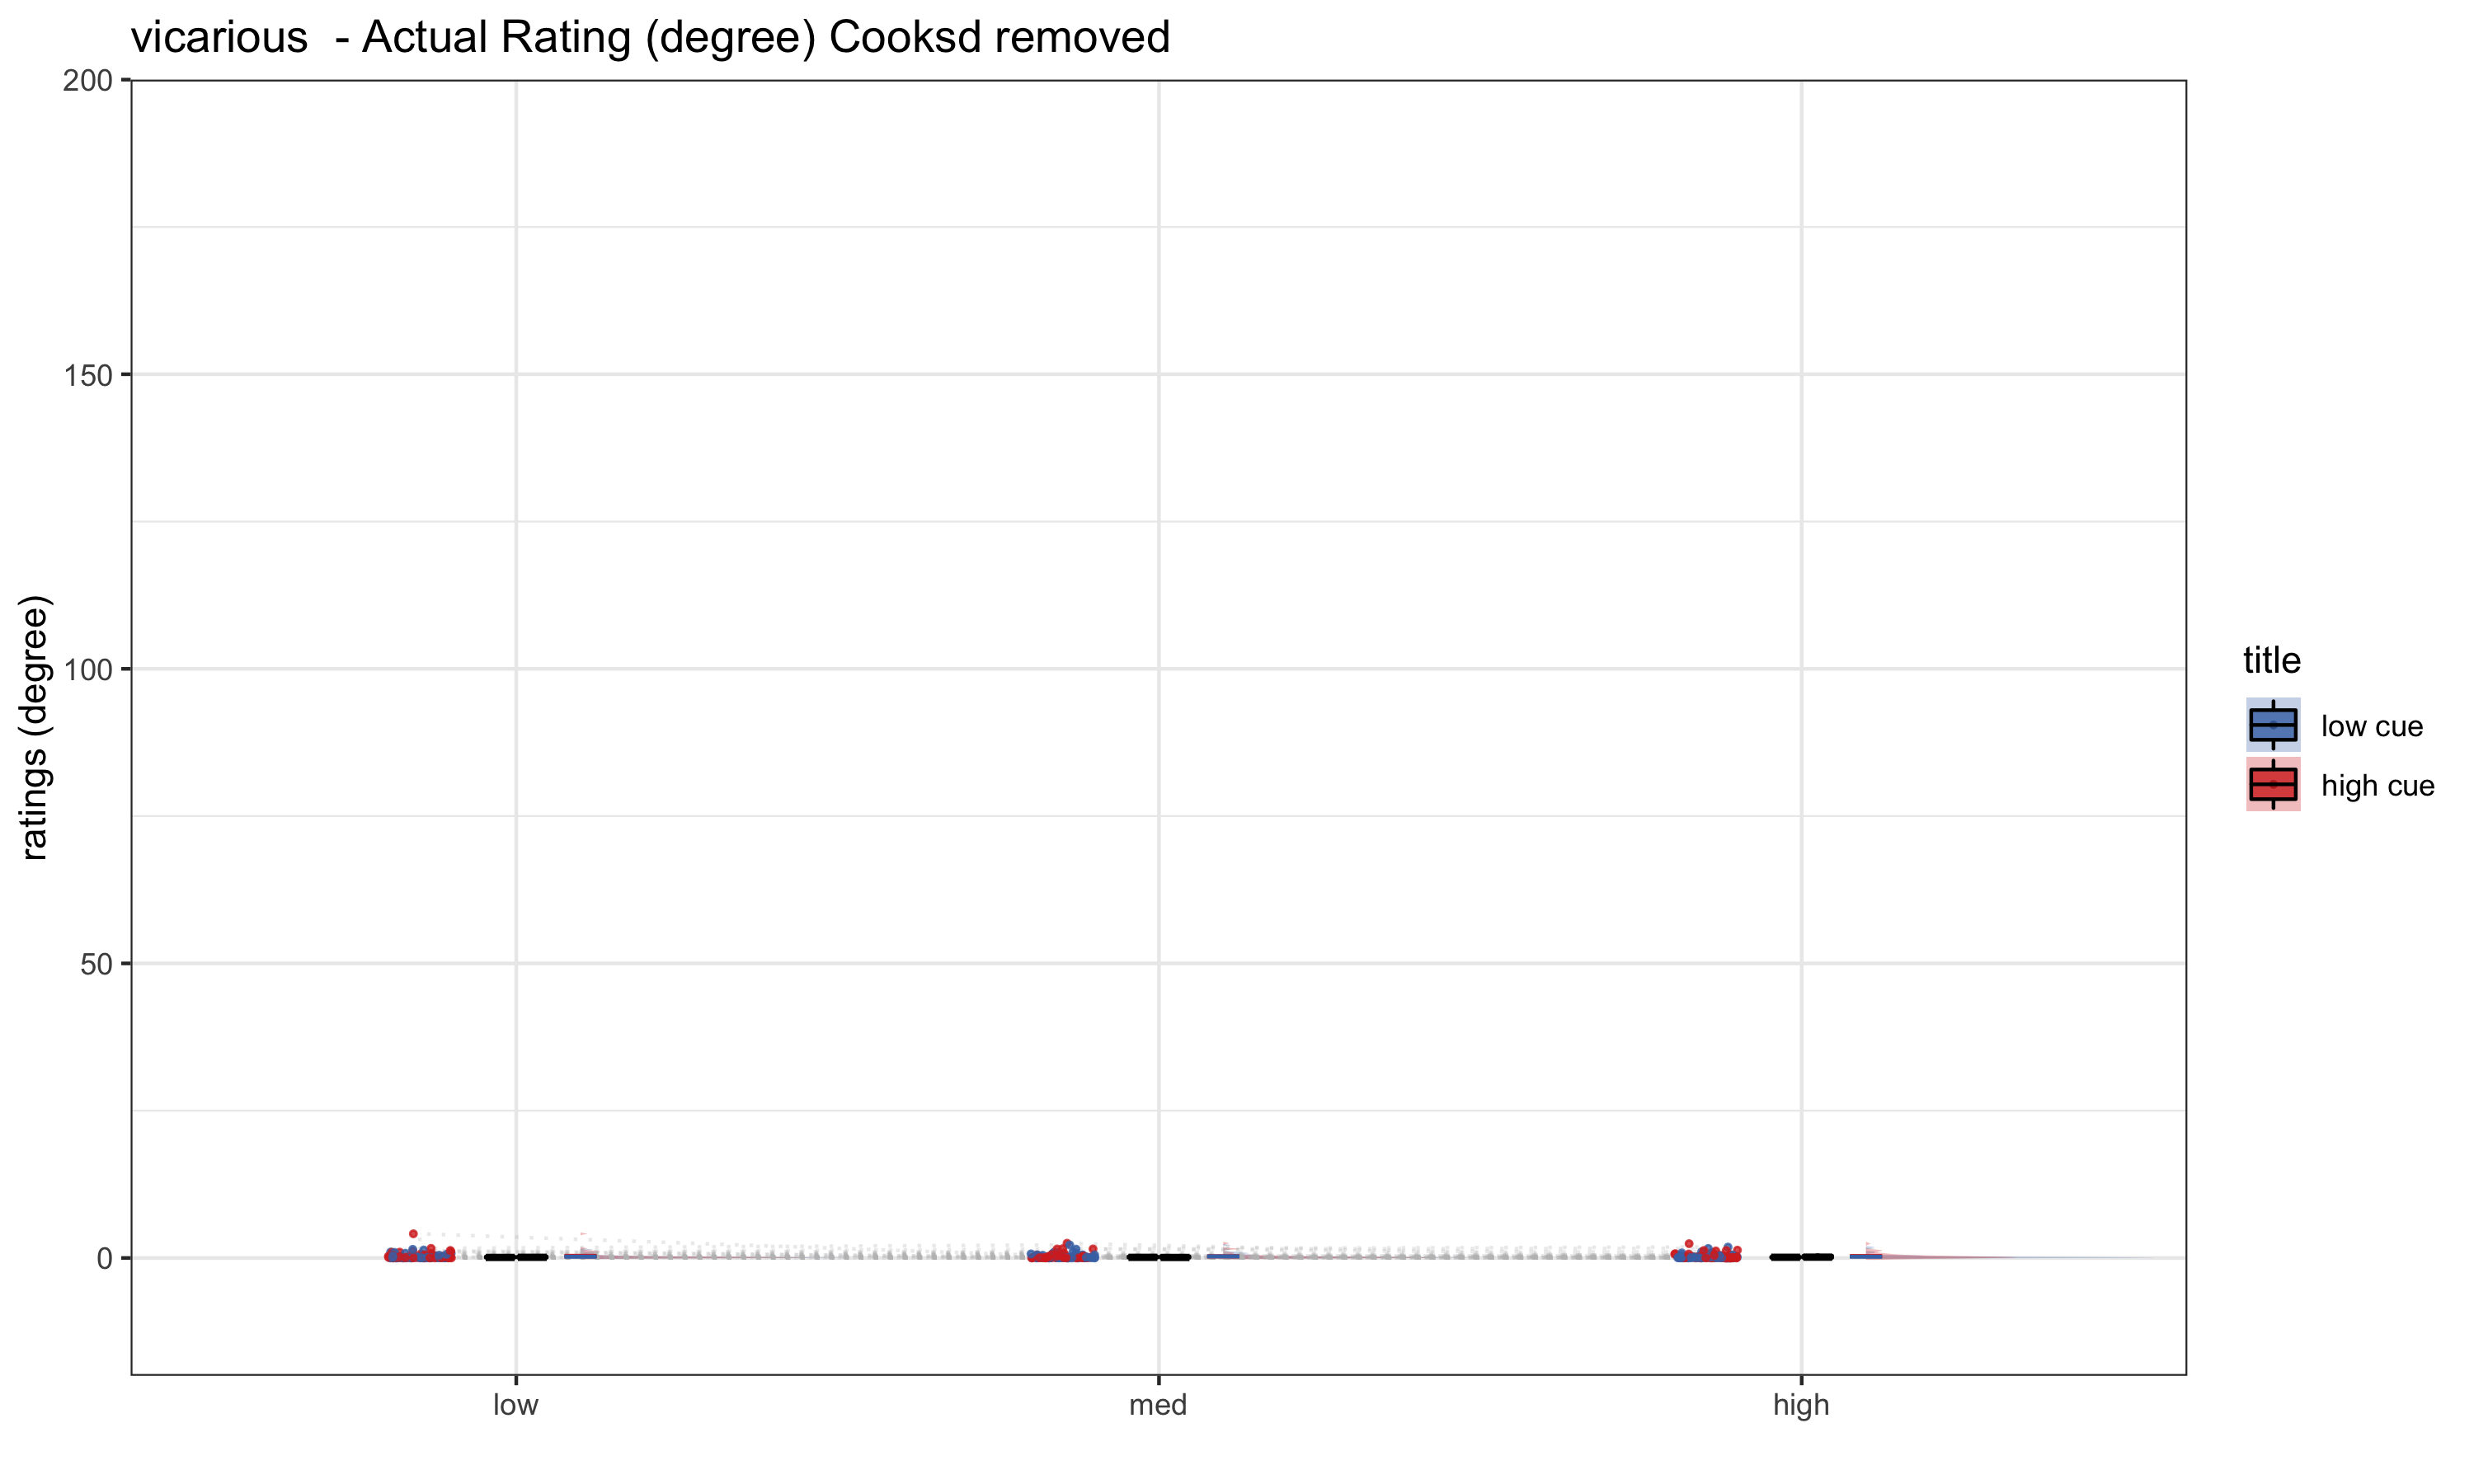 vicarious  - Actual Rating (degree) Cooksd removed
200
150
100
50
0
ratings (degree)
low
med
high
title
low cue
high cue